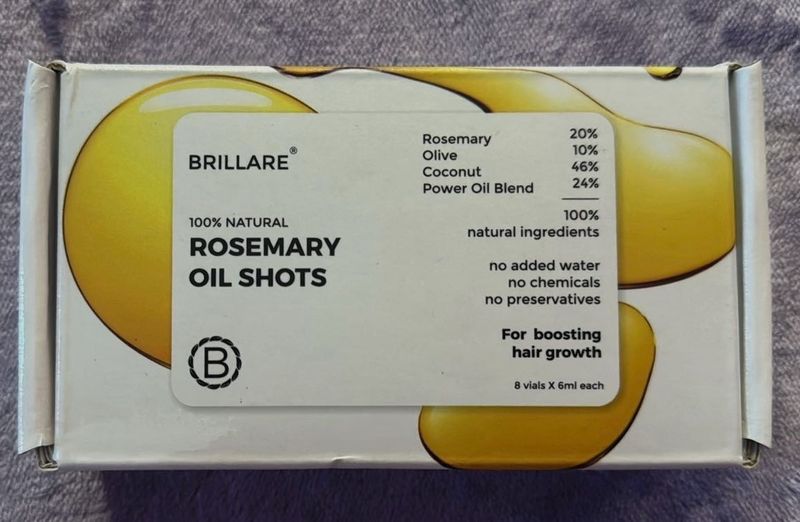 BRILLARE®
100% NATURAL
ROSEMARY
OIL SHOTS
B
Rosemary 20%
Olive 10%
Coconut 46%
Power Oil Blend 24%
100%
natural ingredients
no added water
no chemicals
no preservatives
For boosting
hair growth
8 vials X 6ml each